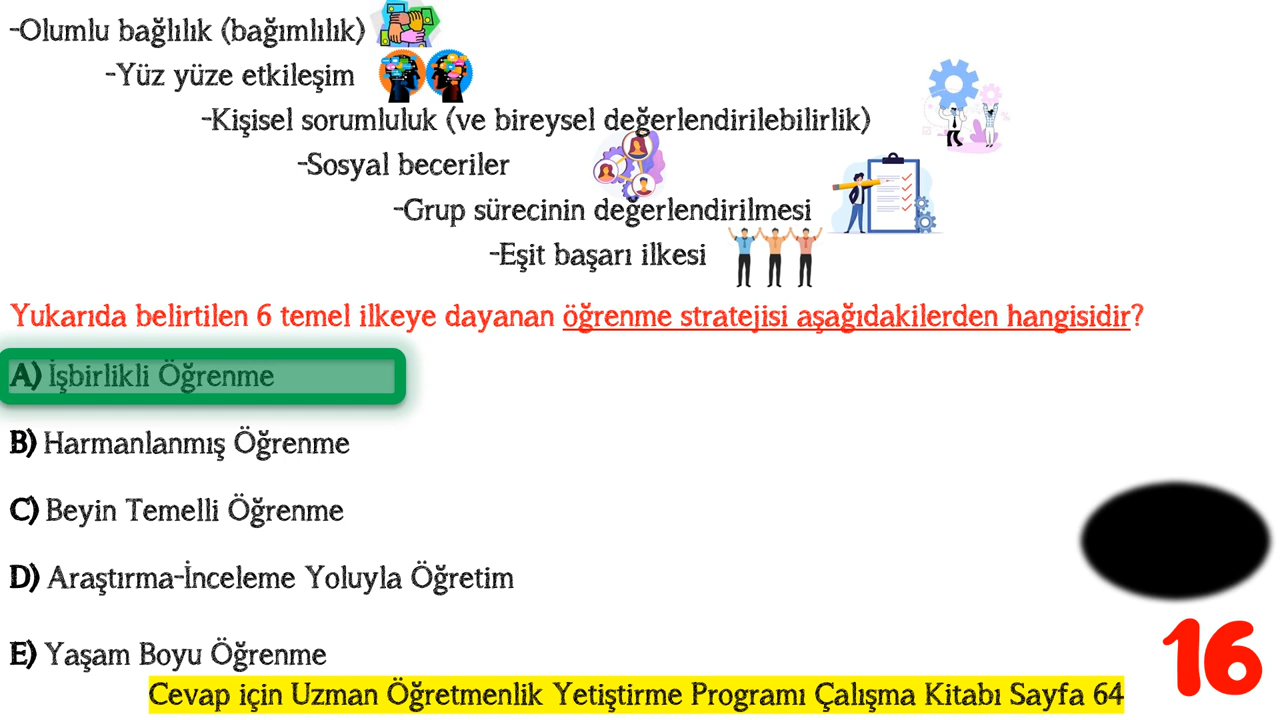 -Olumlu bağlılık (bağımlılık)
-Yüz yüze etkileşim
-Kişisel sorumluluk (ve bireysel değerlendirilebilirlik)
-Sosyal beceriler
-Grup sürecinin değerlendirilmesi
-Eşit başarı ilkesi
Yukarıda belirtilen 6 temel ilkeye dayanan öğrenme stratejisi aşağıdakilerden hangisidir?
A) İşbirlikli Öğrenme
B) Harmanlanmış Öğrenme
C) Beyin Temelli Öğrenme
D) Araştırma-İnceleme Yoluyla Öğretim
E) Yaşam Boyu Öğrenme
16
Cevap için Uzman Öğretmenlik Yetiştirme Programı Çalışma Kitabı Sayfa 64